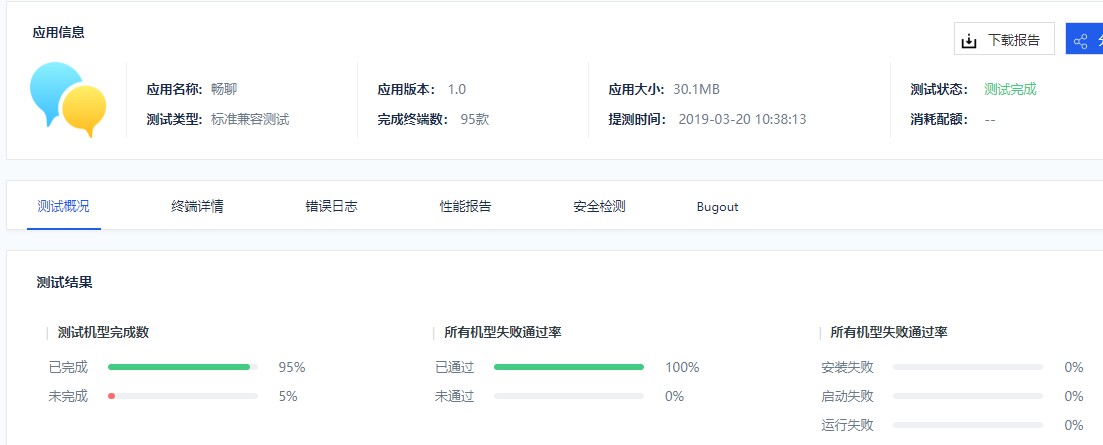 应用信息
下载报告
应用名称: 畅聊 应用版本: 1.0 应用大小: 30.1MB 测试状态: 测试完成
测试类型: 标准兼容测试 完成终端数: 95款 提测时间: 2019-03-20 10:38:13 消耗配额: --
测试概况 终端详情 错误日志 性能报告 安全检测 Bugout
测试结果
测试机型完成数 所有机型失败通过率 所有机型失败通过率
已完成 95% 已通过 100% 安装失败 0%
未完成 5% 未通过 0% 启动失败 0%
运行失败 0%